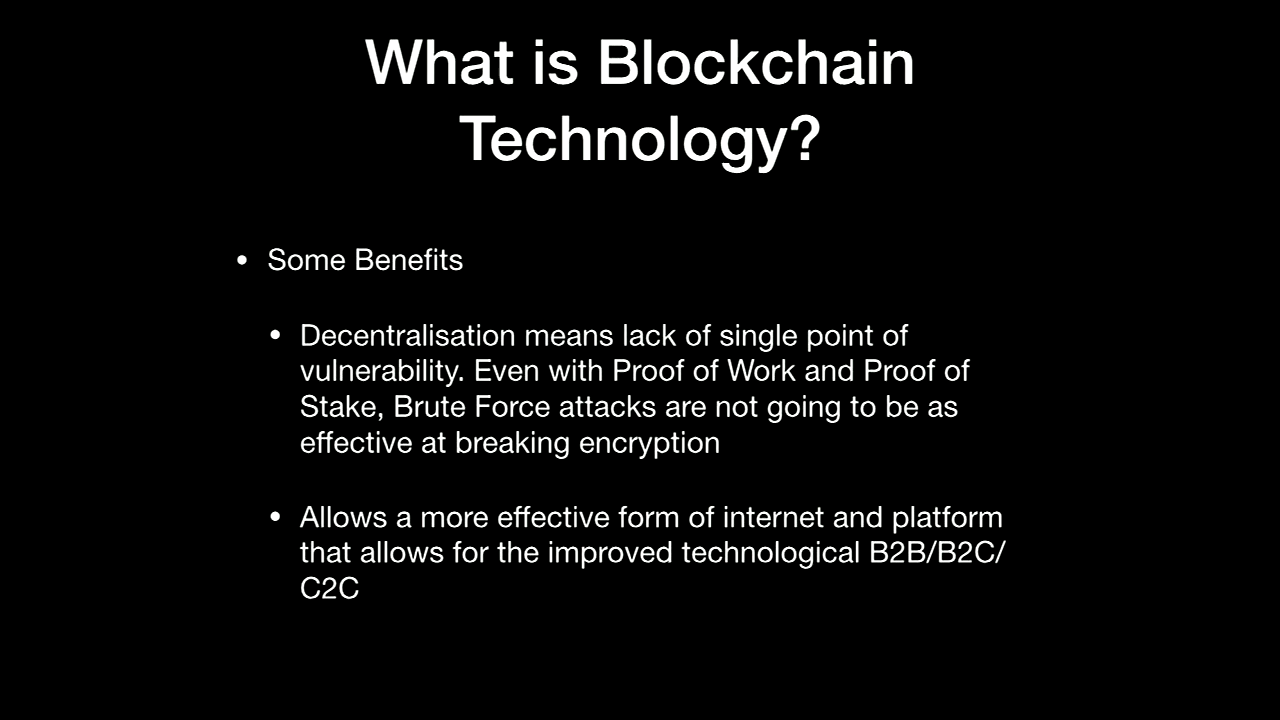 What is Blockchain
Technology?
• Some Benefits
• Decentralisation means lack of single point of
vulnerability. Even with Proof of Work and Proof of
Stake, Brute Force attacks are not going to be as
effective at breaking encryption
• Allows a more effective form of internet and platform
that allows for the improved technological B2B/B2C/
C2C